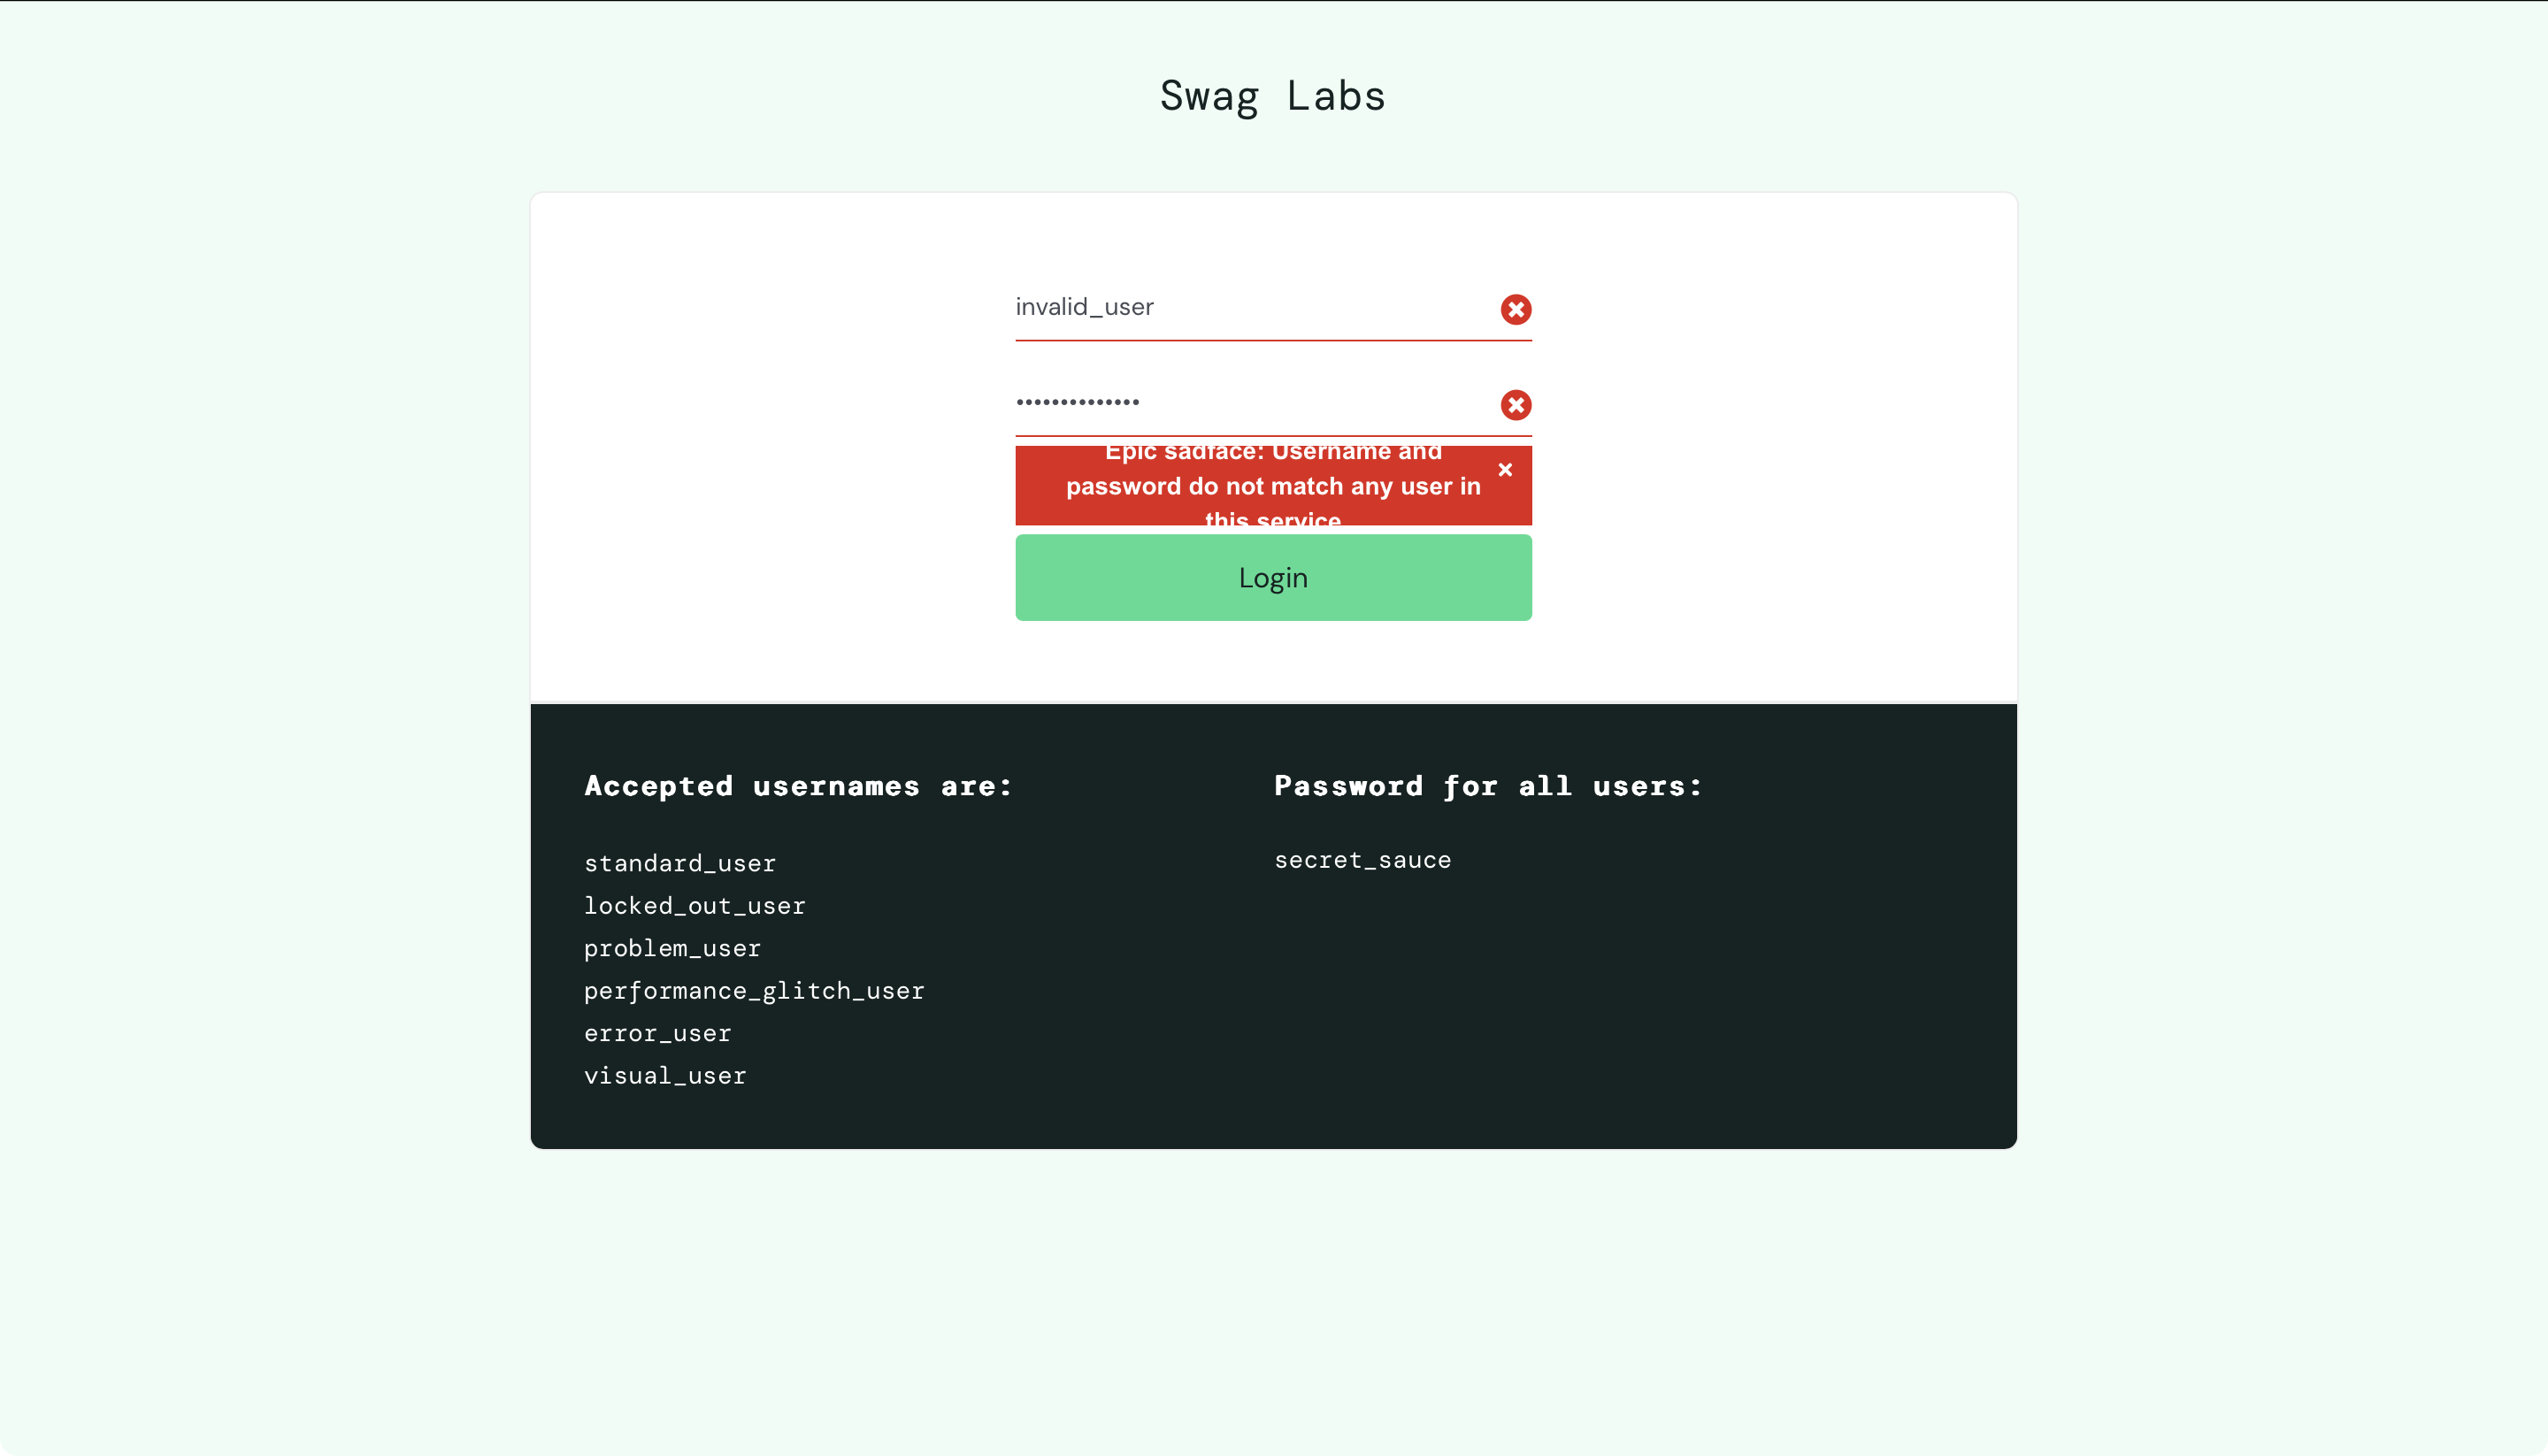 Swag Labs
invalid_user
••••••••••••••
Epic sadface: Username and
password do not match any user in
this service
Login
Accepted usernames are:
standard_user
locked_out_user
problem_user
performance_glitch_user
error_user
visual_user
Password for all users:
secret_sauce